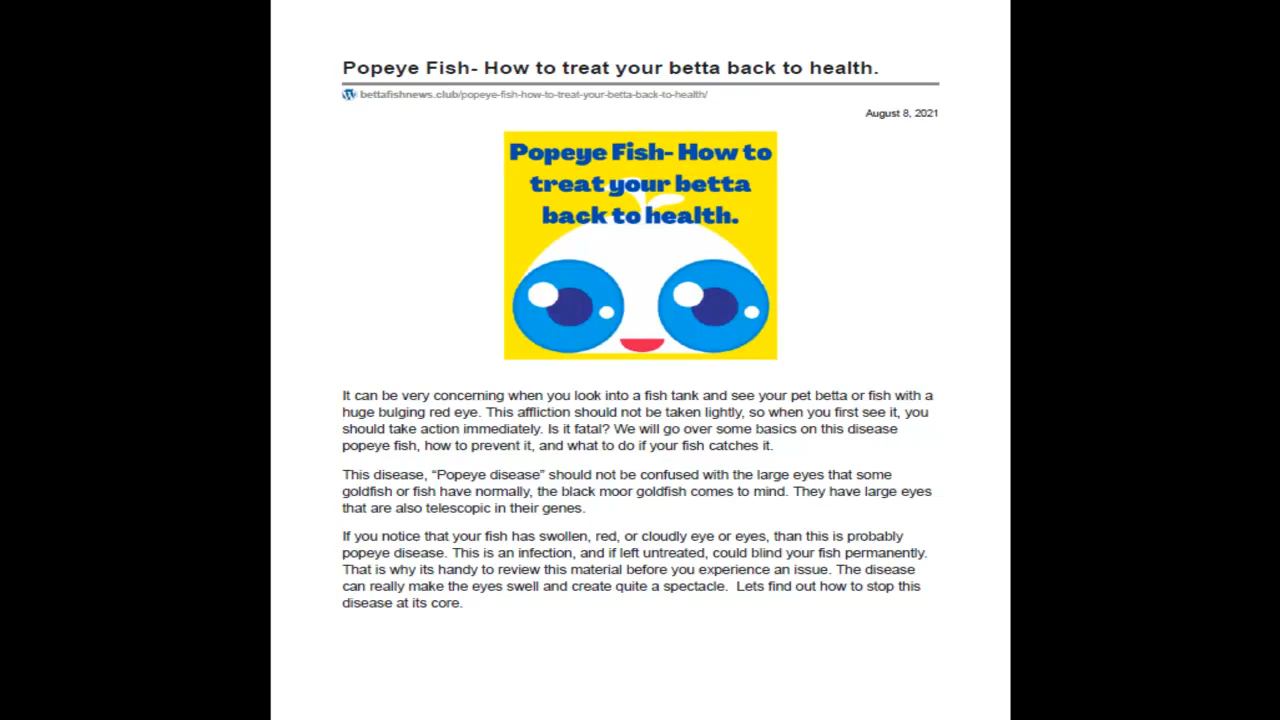 Popeye Fish- How to treat your betta back to health.
bettafishnews.club/popeye-fish-how-to-treat-your-betta-back-to-health/
August 8, 2021
Popeye Fish- How to
treat your betta
back to health.
It can be very concerning when you look into a fish tank and see your pet betta or fish with a
huge bulging red eye. This affliction should not be taken lightly, so when you first see it, you
should take action immediately. Is it fatal? We will go over some basics on this disease
popeye fish, how to prevent it, and what to do if your fish catches it.
This disease, “Popeye disease” should not be confused with the large eyes that some
goldfish or fish have normally, the black moor goldfish comes to mind. They have large eyes
that are also telescopic in their genes.
If you notice that your fish has swollen, red, or cloudly eye or eyes, than this is probably
popeye disease. This is an infection, and if left untreated, could blind your fish permanently.
That is why its handy to review this material before you experience an issue. The disease
can really make the eyes swell and create quite a spectacle.  Lets find out how to stop this
disease at its core.